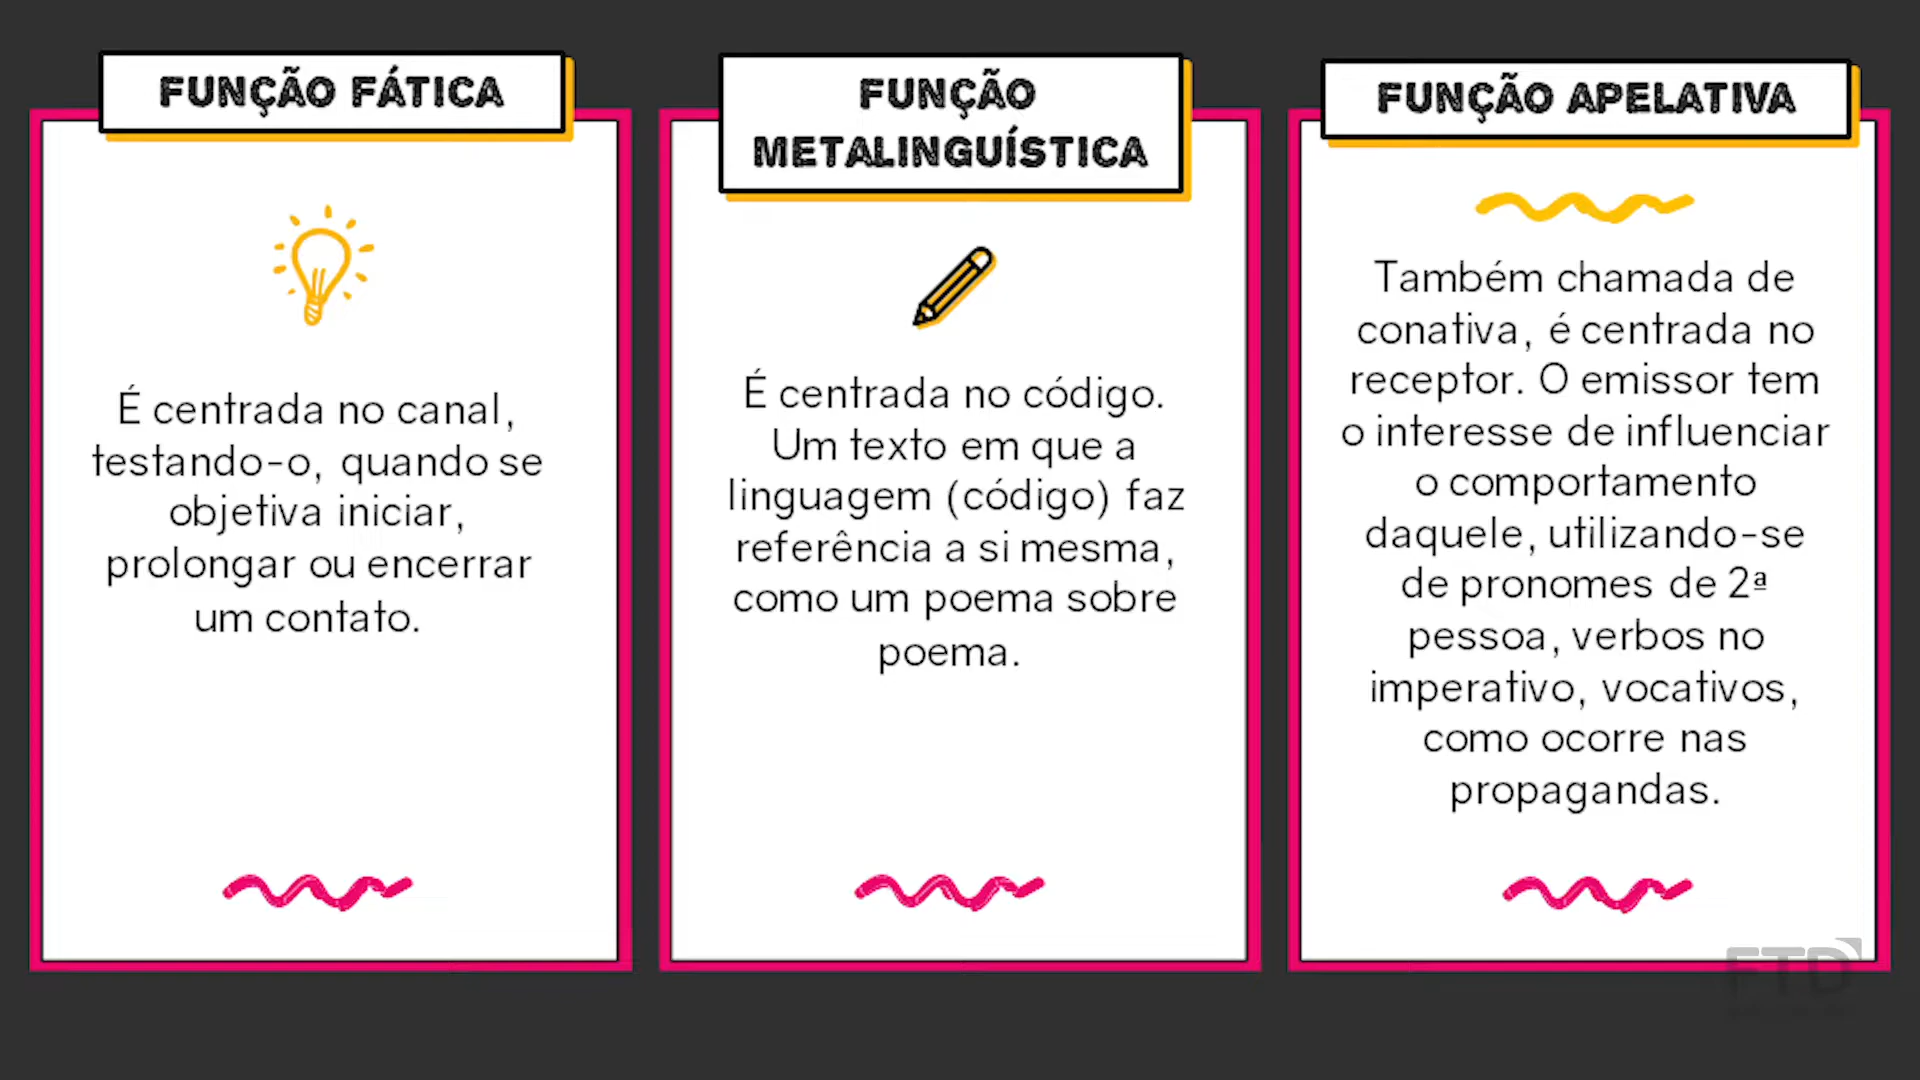 FUNÇÃO FÁTICA
É centrada no canal,
testando-o, quando se
objetiva iniciar,
prolongar ou encerrar
um contato.
FUNÇÃO
METALINGUÍSTICA
É centrada no código.
Um texto em que a
linguagem (código) faz
referência a si mesma,
como um poema sobre
poema.
FUNÇÃO APELATIVA
Também chamada de
conativa, é centrada no
receptor. O emissor tem
o interesse de influenciar
o comportamento
daquele, utilizando-se
de pronomes de 2ª
pessoa, verbos no
imperativo, vocativos,
como ocorre nas
propagandas.
FTD